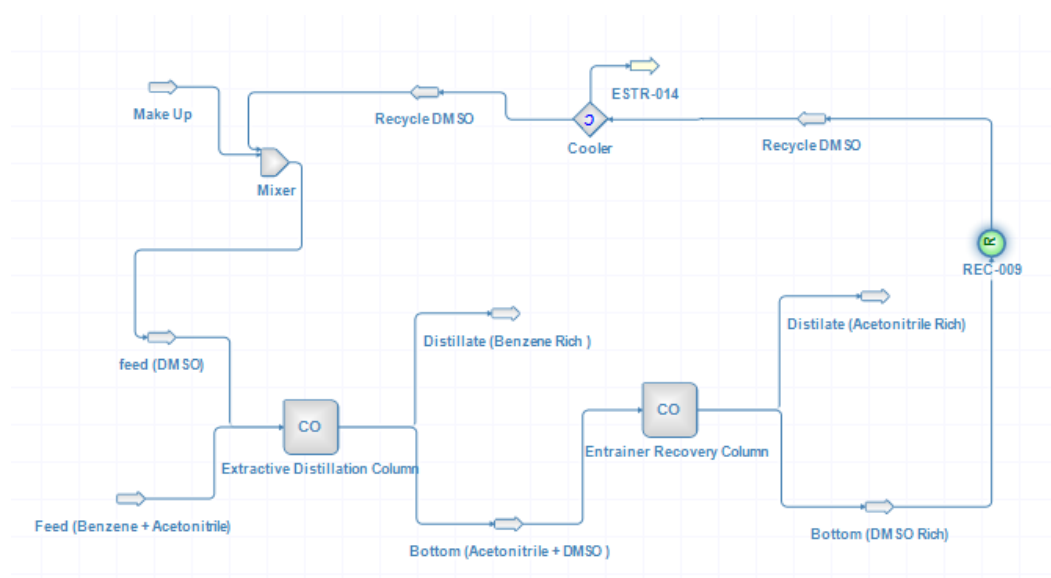 ESTR-014
Make Up
Recycle DMSO
Cooler
Recycle DMSO
Mixer
R
REC-009
Distillate (Benzene Rich )
Distilate (Acetonitrile Rich)
feed (DMSO)
CO
CO
Extractive Distillation Column
Entrainer Recovery Column
Feed (Benzene + Acetonitrile)
Bottom (Acetonitrile + DMSO )
Bottom (DMSO Rich)